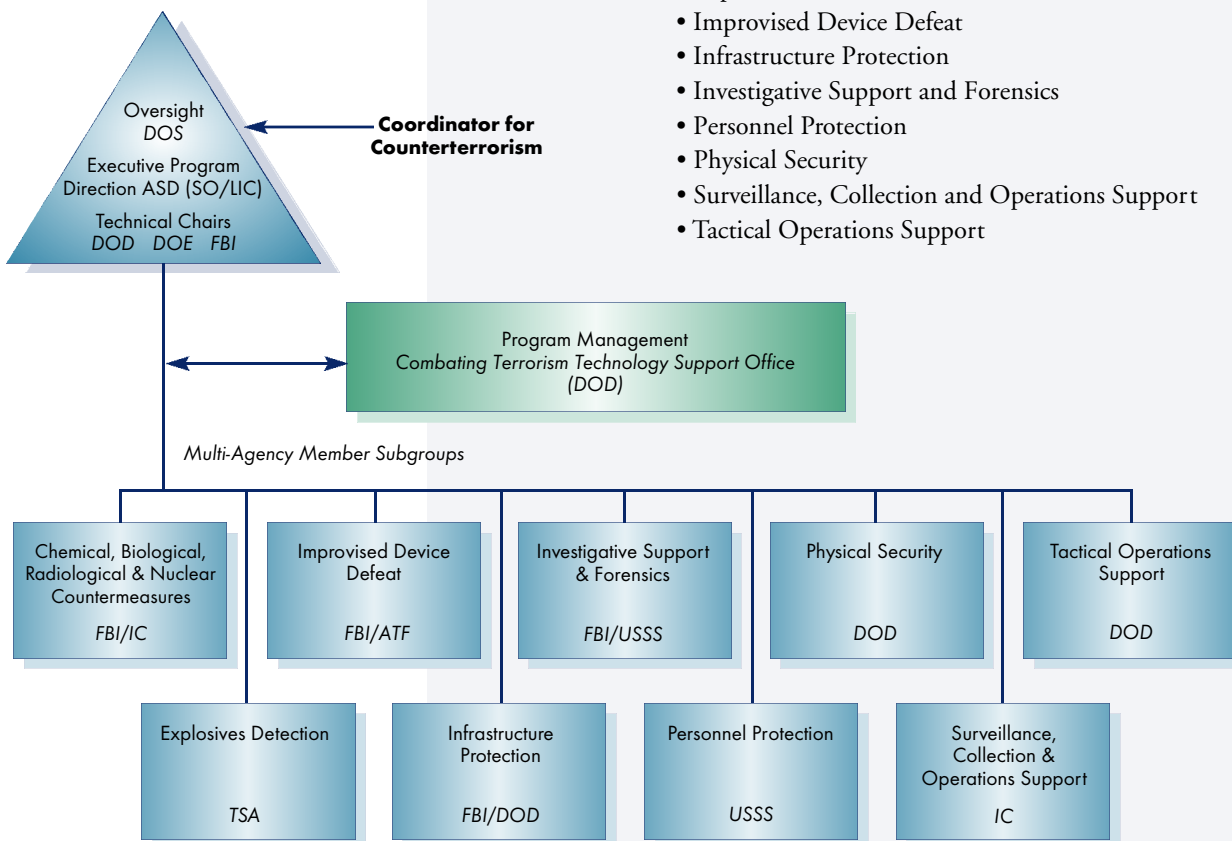 • Improvised Device Defeat
• Infrastructure Protection
• Investigative Support and Forensics
• Personnel Protection
• Physical Security
• Surveillance, Collection and Operations Support
• Tactical Operations Support
Oversight
DOS
Executive Program
Direction ASD (SO/LIC)
Technical Chairs
DOD DOE FBI
Coordinator for
Counterterrorism
Program Management
Combating Terrorism Technology Support Office
(DOD)
Multi-Agency Member Subgroups
Chemical, Biological,
Radiological & Nuclear
Countermeasures
FBI/IC
Improvised Device
Defeat
FBI/ATF
Investigative Support
& Forensics
FBI/USSS
Physical Security
DOD
Tactical Operations
Support
DOD
Explosives Detection
TSA
Infrastructure
Protection
FBI/DOD
Personnel Protection
USSS
Surveillance,
Collection &
Operations Support
IC